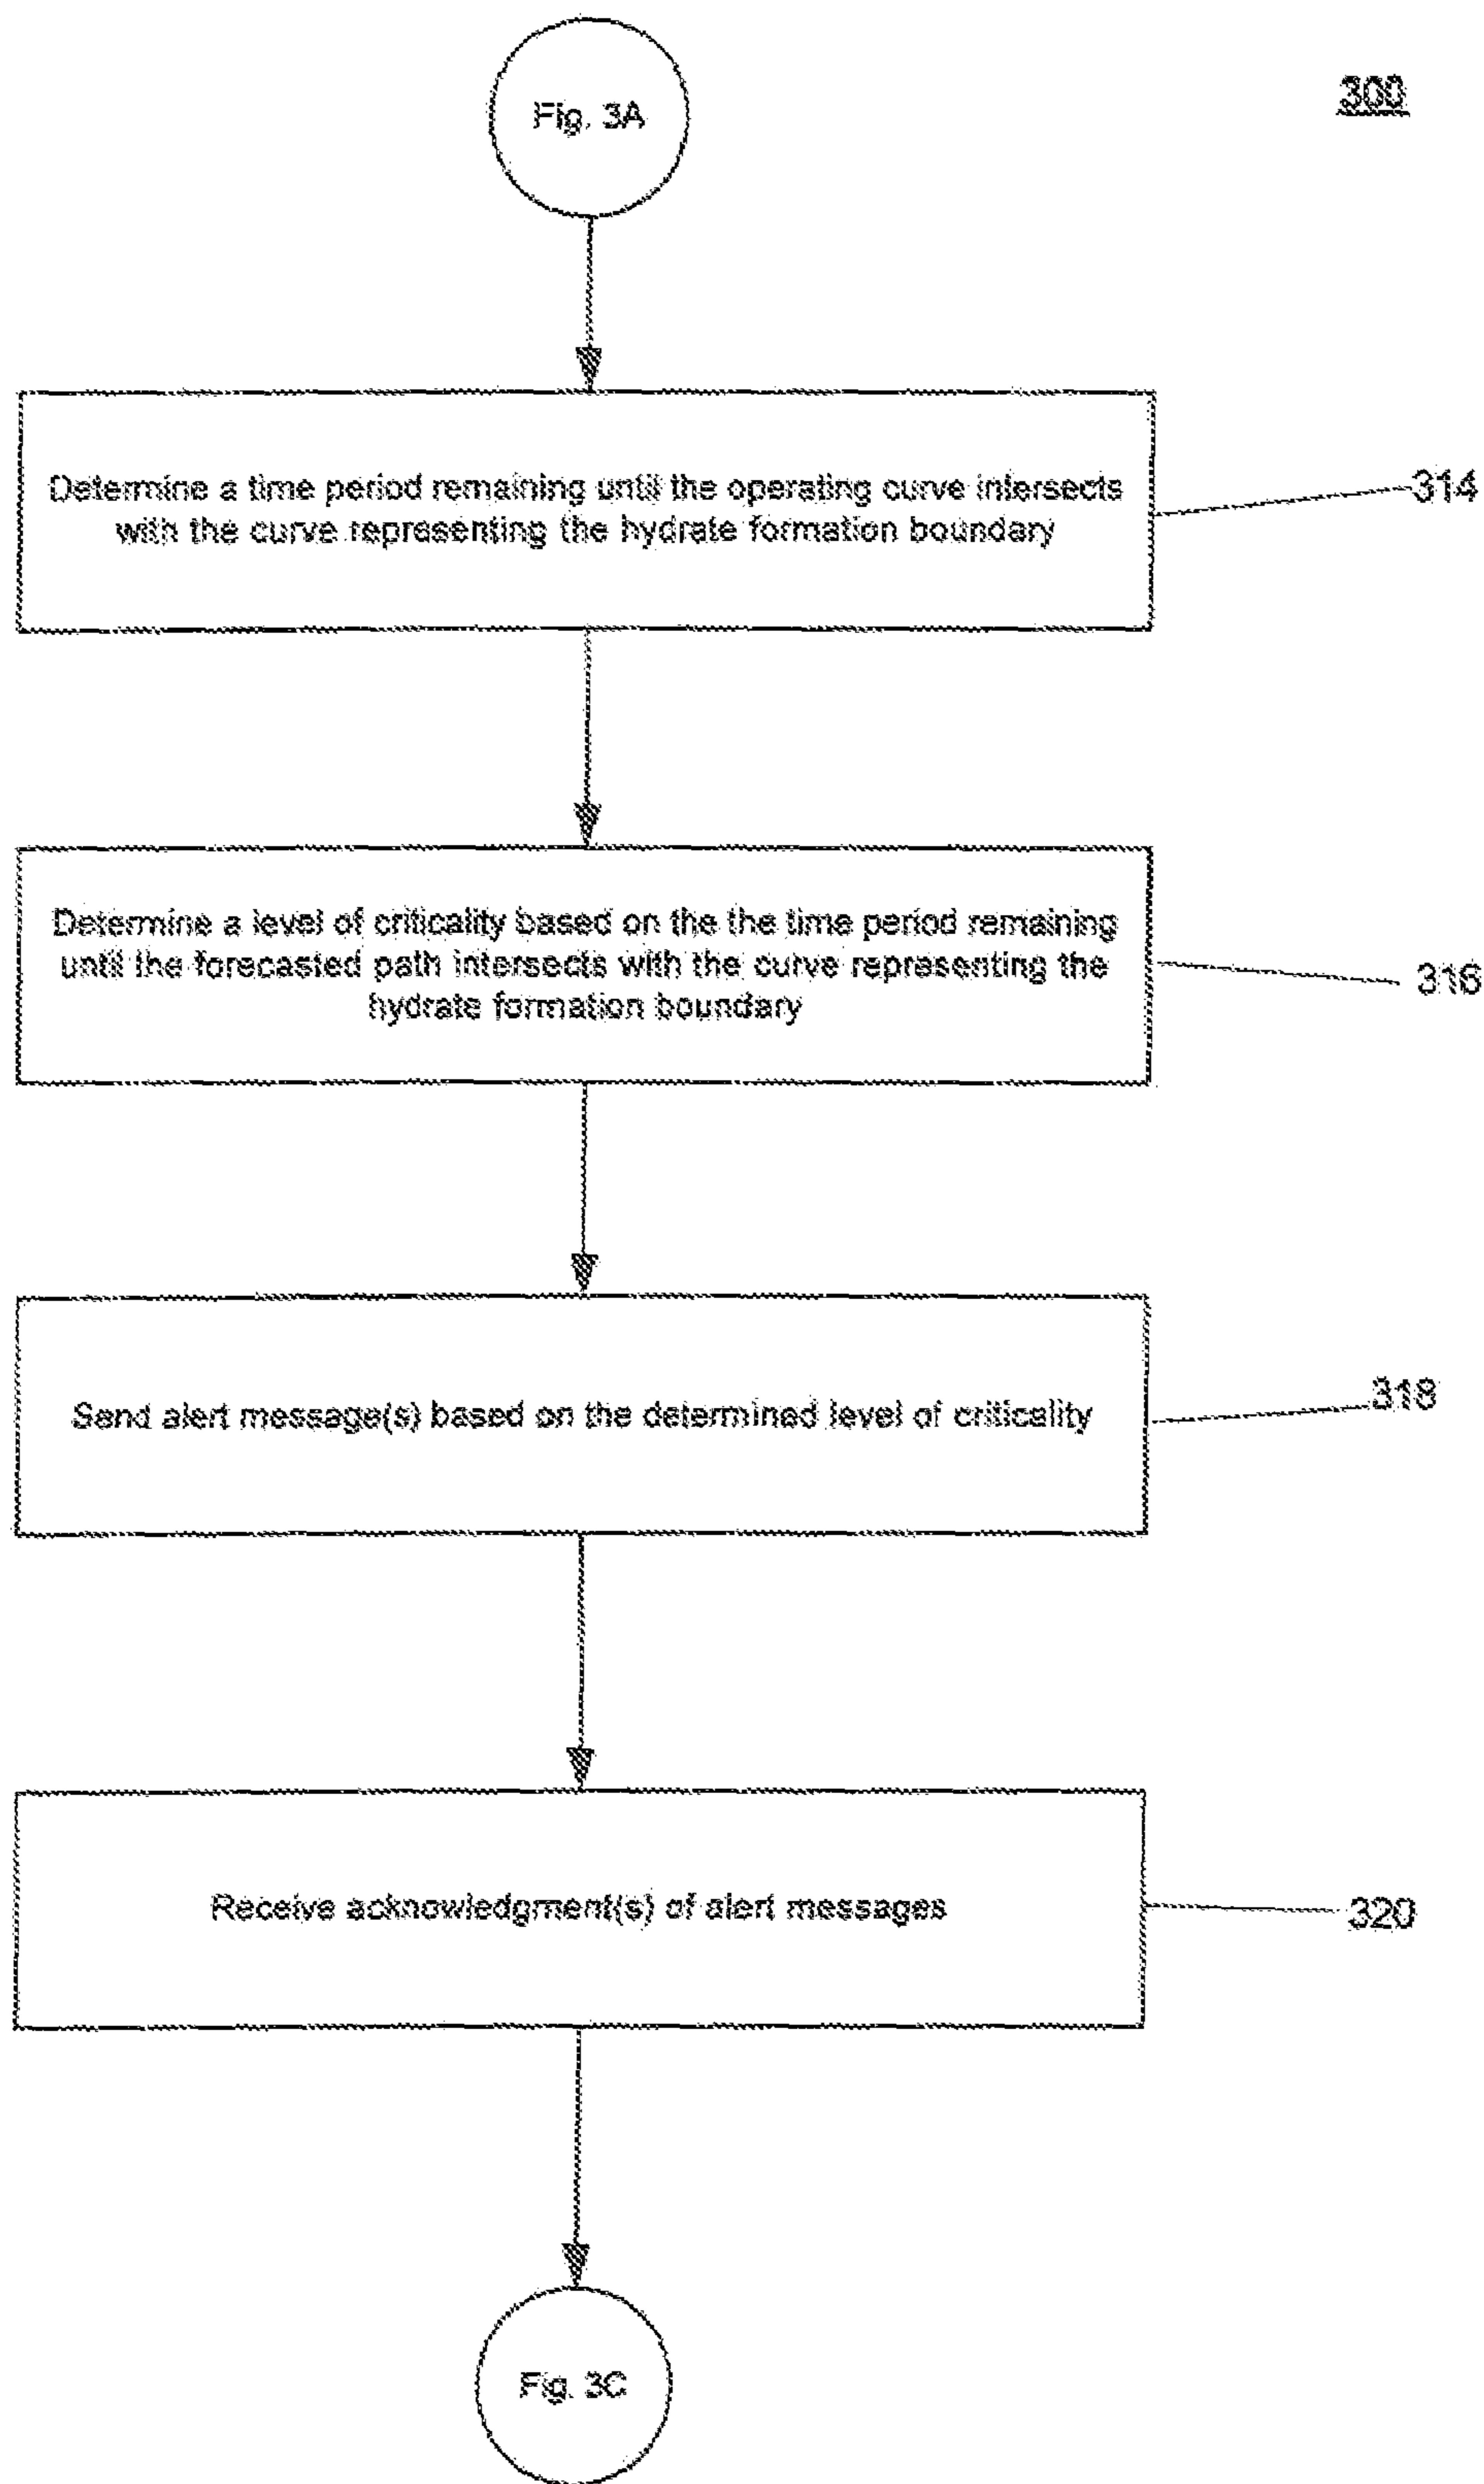 Fig. 3A
300
Determine a time period remaining until the operating curve intersects
with the curve representing the hydrate formation boundary
314
Determine a level of criticality based on the the time period remaining
until the forecasted path intersects with the curve representing the
hydrate formation boundary
316
Send alert message(s) based on the determined level of criticality
318
Receive acknowledgment(s) of alert messages
320
Fig. 3C